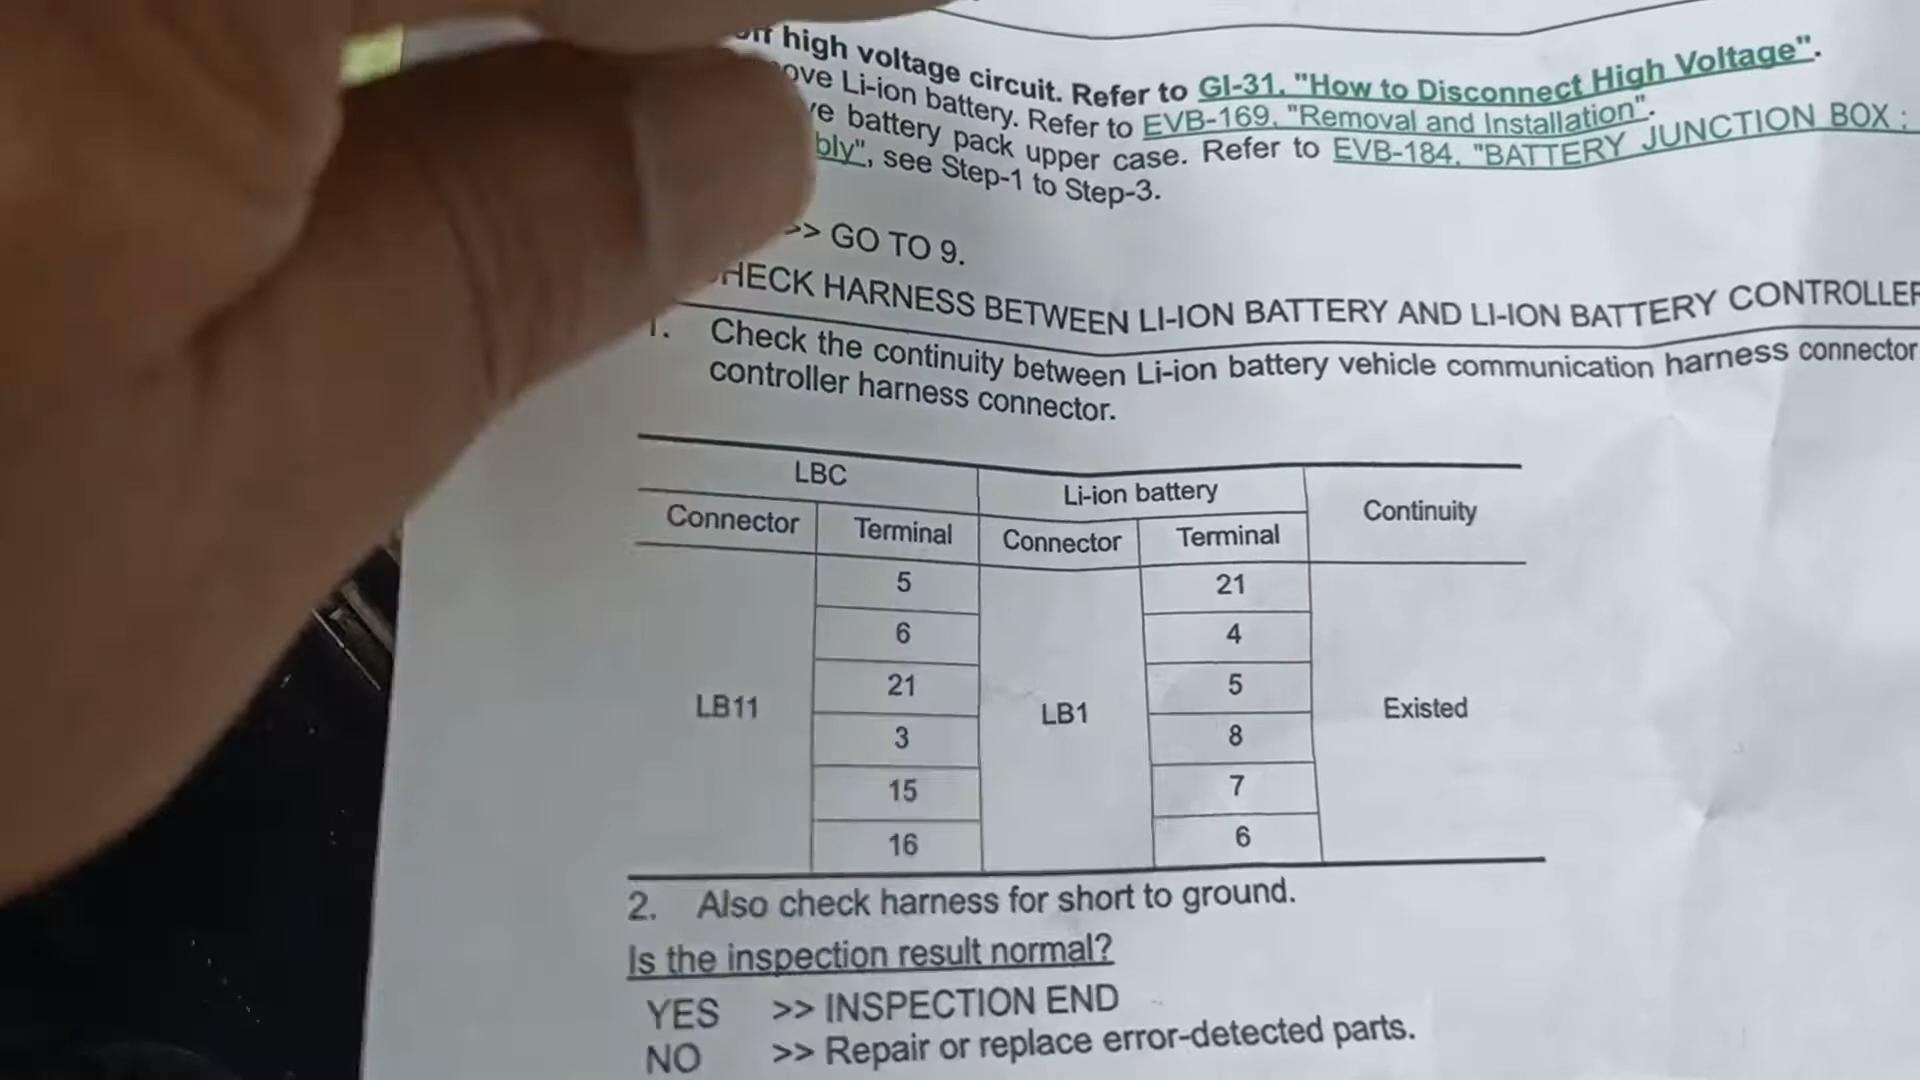 high voltage circuit. Refer to GI-31, "How to Disconnect High Voltage".
Li-ion battery. Refer to EVB-169, "Removal and Installation".
battery pack upper case. Refer to EVB-184, "BATTERY JUNCTION BOX :
bly", see Step-1 to Step-3.
>> GO TO 9.
HECK HARNESS BETWEEN LI-ION BATTERY AND LI-ION BATTERY CONTROLLER
1. Check the continuity between Li-ion battery vehicle communication harness connector
controller harness connector.
LBC Li-ion battery Continuity
Connector Terminal Connector Terminal
5 21
6 4
21 5
LB11 LB1 Existed
3 8
15 7
16 6
2. Also check harness for short to ground.
Is the inspection result normal?
YES >> INSPECTION END
NO >> Repair or replace error-detected parts.